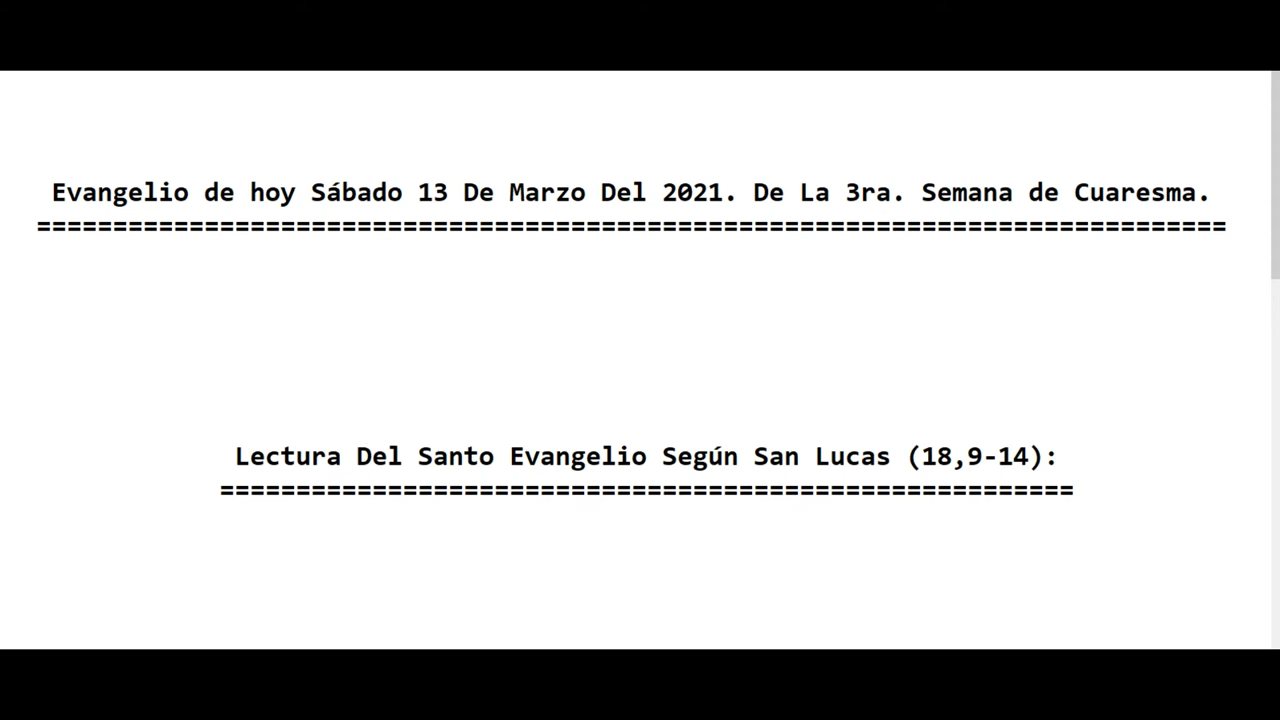 Evangelio de hoy Sábado 13 De Marzo Del 2021. De La 3ra. Semana de Cuaresma.
==============================================================================
Lectura Del Santo Evangelio Según San Lucas (18,9-14):
========================================================